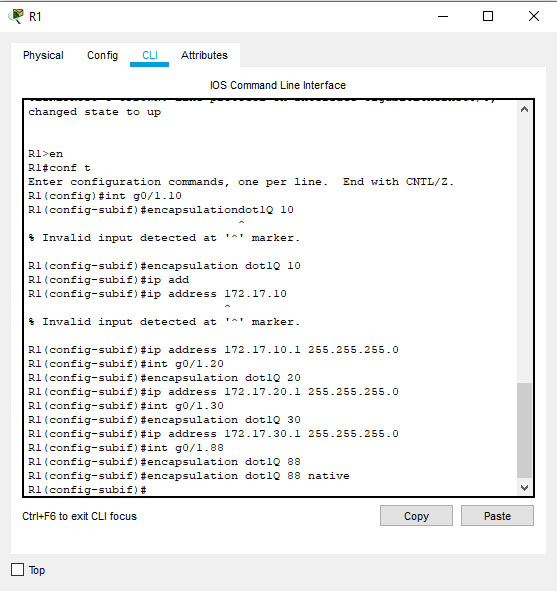 R1
Physical Config CLI Attributes
IOS Command Line Interface
changed state to up
R1>en
R1#conf t
Enter configuration commands, one per line.  End with CNTL/Z.
R1(config)#int g0/1.10
R1(config-subif)#encapsulationdot1Q 10
^
% Invalid input detected at '^' marker.
R1(config-subif)#encapsulation dot1Q 10
R1(config-subif)#ip add
R1(config-subif)#ip address 172.17.10
^
% Invalid input detected at '^' marker.
R1(config-subif)#ip address 172.17.10.1 255.255.255.0
R1(config-subif)#int g0/1.20
R1(config-subif)#encapsulation dot1Q 20
R1(config-subif)#ip address 172.17.20.1 255.255.255.0
R1(config-subif)#int g0/1.30
R1(config-subif)#encapsulation dot1Q 30
R1(config-subif)#ip address 172.17.30.1 255.255.255.0
R1(config-subif)#int g0/1.88
R1(config-subif)#encapsulation dot1Q 88
R1(config-subif)#encapsulation dot1Q 88 native
R1(config-subif)#
Ctrl+F6 to exit CLI focus
Copy Paste
Top